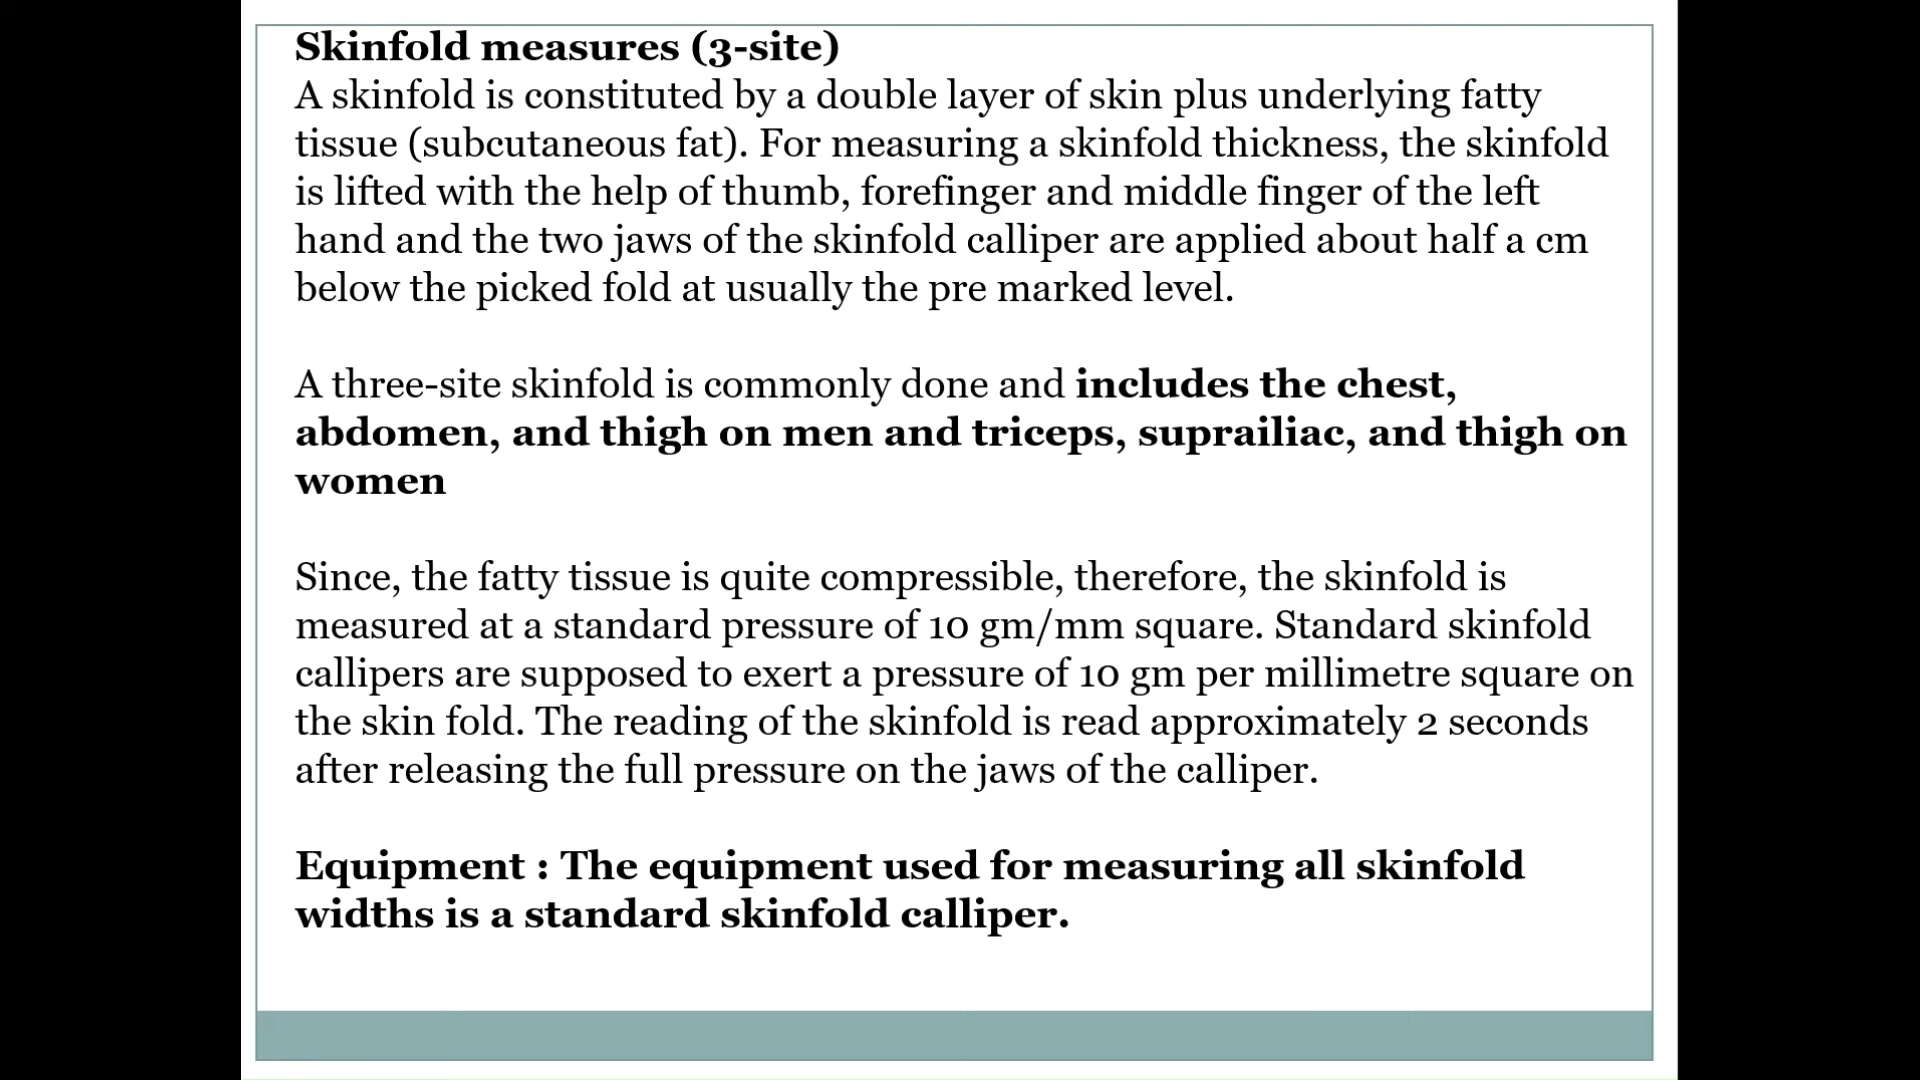 Skinfold measures (3-site)
A skinfold is constituted by a double layer of skin plus underlying fatty
tissue (subcutaneous fat). For measuring a skinfold thickness, the skinfold
is lifted with the help of thumb, forefinger and middle finger of the left
hand and the two jaws of the skinfold calliper are applied about half a cm
below the picked fold at usually the pre marked level.
A three-site skinfold is commonly done and includes the chest,
abdomen, and thigh on men and triceps, suprailiac, and thigh on
women
Since, the fatty tissue is quite compressible, therefore, the skinfold is
measured at a standard pressure of 10 gm/mm square. Standard skinfold
callipers are supposed to exert a pressure of 10 gm per millimetre square on
the skin fold. The reading of the skinfold is read approximately 2 seconds
after releasing the full pressure on the jaws of the calliper.
Equipment : The equipment used for measuring all skinfold
widths is a standard skinfold calliper.